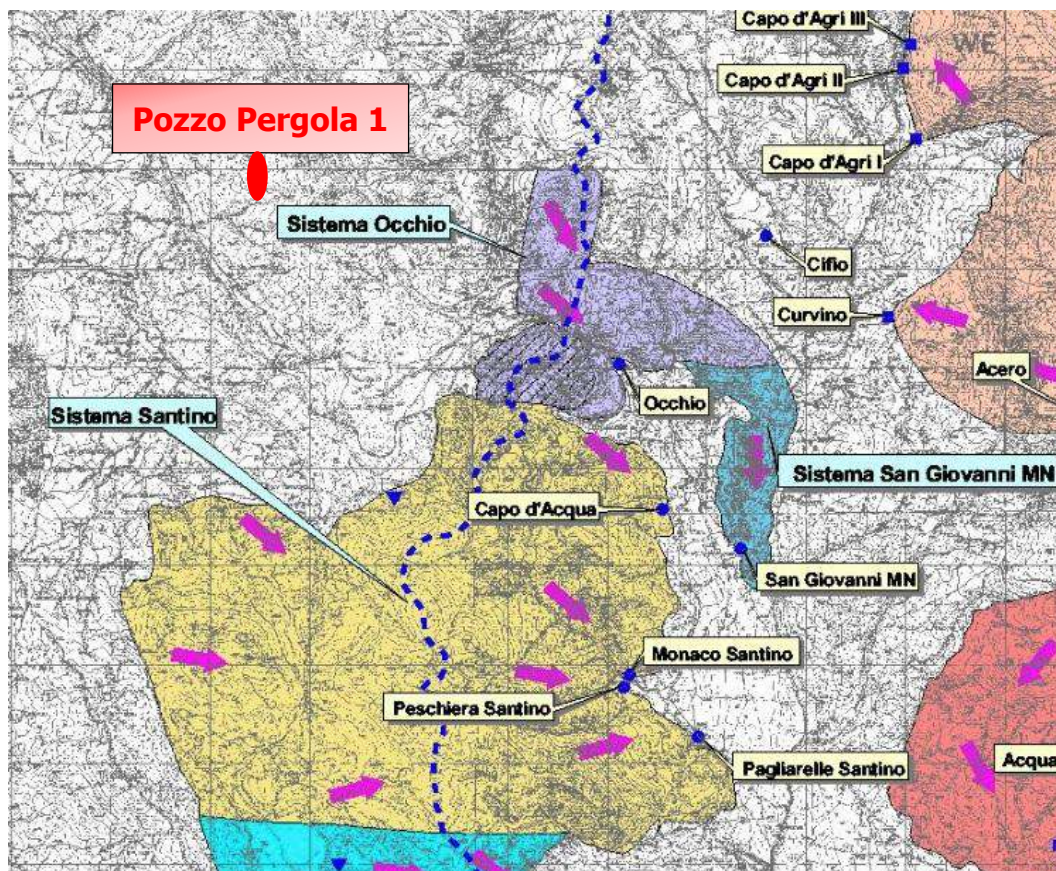 Capo d'Agri III
WE
Capo d'Agri II
Pozzo Pergola 1
Capo d'Agri I
Sistema Occhio
Cifio
Curvino
Acero
Occhio
Sistema Santino
Sistema San Giovanni MN
Capo d'Acqua
San Giovanni MN
Monaco Santino
Peschiera Santino
Pagliarelle Santino
Acqua